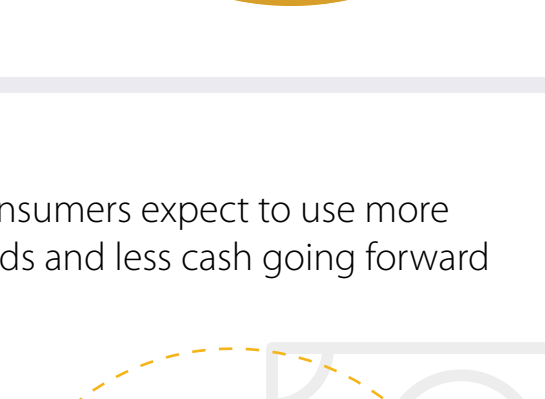 nsumers expect to use more
ds and less cash going forward